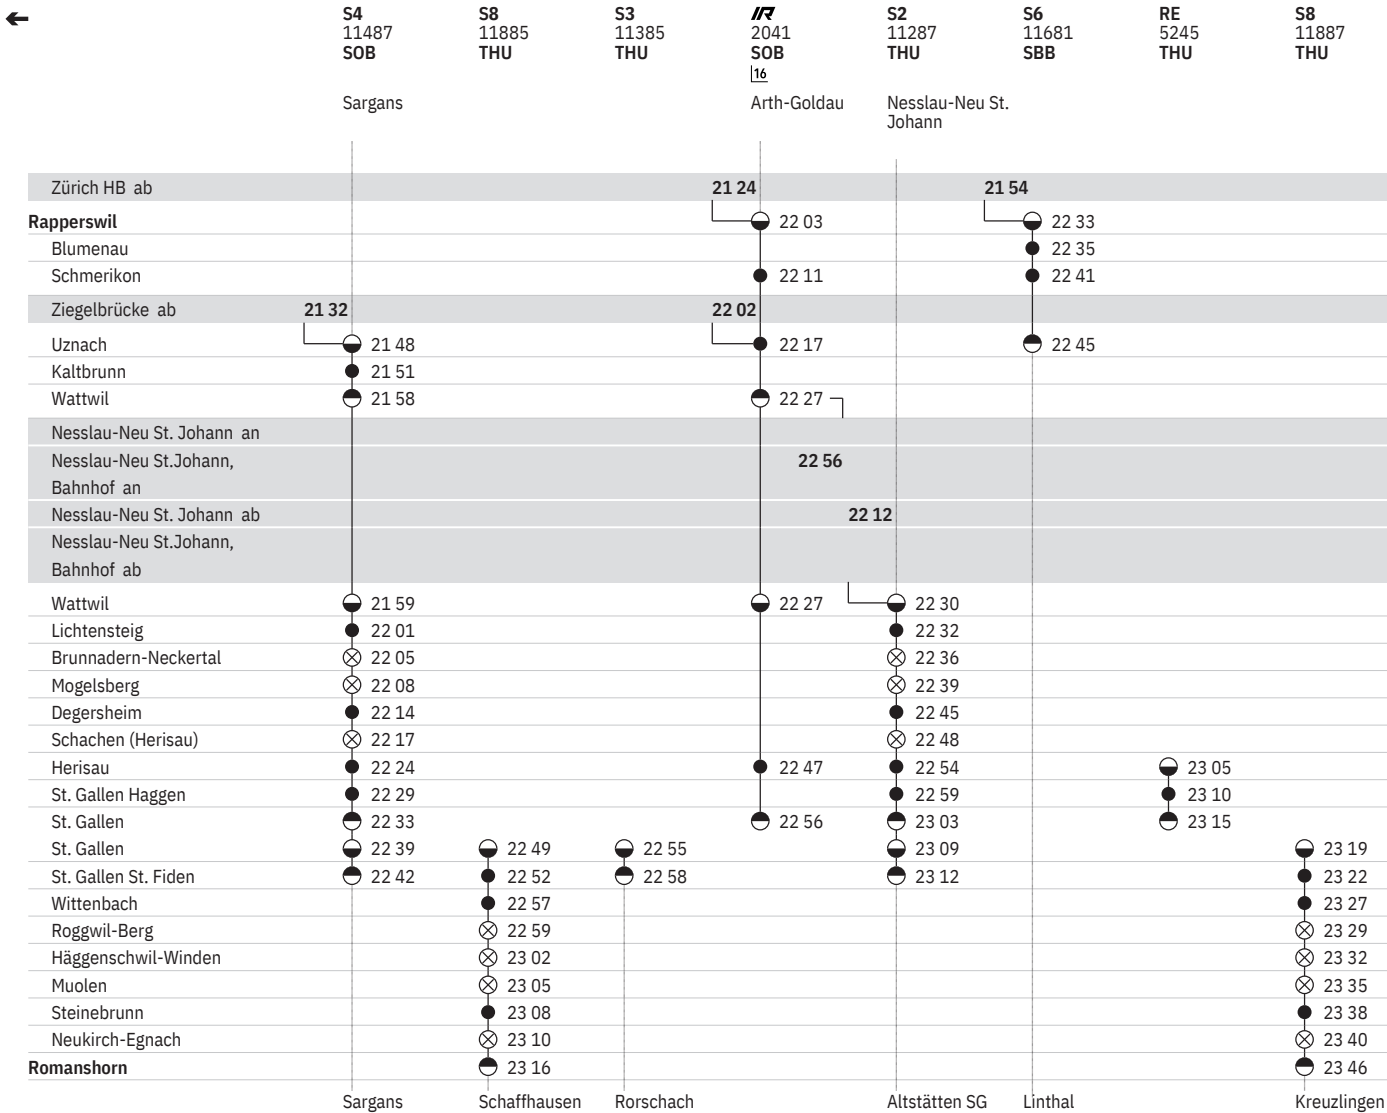 S4 S8 S3 IR S2 S6 RE S8
11487 11885 11385 2041 11287 11681 5245 11887
SOB THU THU SOB THU SBB THU THU
16
Sargans Arth-Goldau Nesslau-Neu St.
Johann
Zürich HB ab 21 24 21 54
Rapperswil 22 03 22 33
Blumenau 22 35
Schmerikon 22 11 22 41
Ziegelbrücke ab 21 32 22 02
Uznach 21 48 22 17 22 45
Kaltbrunn 21 51
Wattwil 21 58 22 27
Nesslau-Neu St. Johann an
Nesslau-Neu St.Johann, 22 56
Bahnhof an
Nesslau-Neu St. Johann ab 22 12
Nesslau-Neu St.Johann,
Bahnhof ab
Wattwil 21 59 22 27 22 30
Lichtensteig 22 01 22 32
Brunnadern-Neckertal 22 05 22 36
Mogelsberg 22 08 22 39
Degersheim 22 14 22 45
Schachen (Herisau) 22 17 22 48
Herisau 22 24 22 47 22 54 23 05
St. Gallen Haggen 22 29 22 59 23 10
St. Gallen 22 33 22 56 23 03 23 15
St. Gallen 22 39 22 49 22 55 23 09 23 19
St. Gallen St. Fiden 22 42 22 52 22 58 23 12 23 22
Wittenbach 22 57 23 27
Roggwil-Berg 22 59 23 29
Häggenschwil-Winden 23 02 23 32
Muolen 23 05 23 35
Steinebrunn 23 08 23 38
Neukirch-Egnach 23 10 23 40
Romanshorn 23 16 23 46
Sargans Schaffhausen Rorschach Altstätten SG Linthal Kreuzlingen